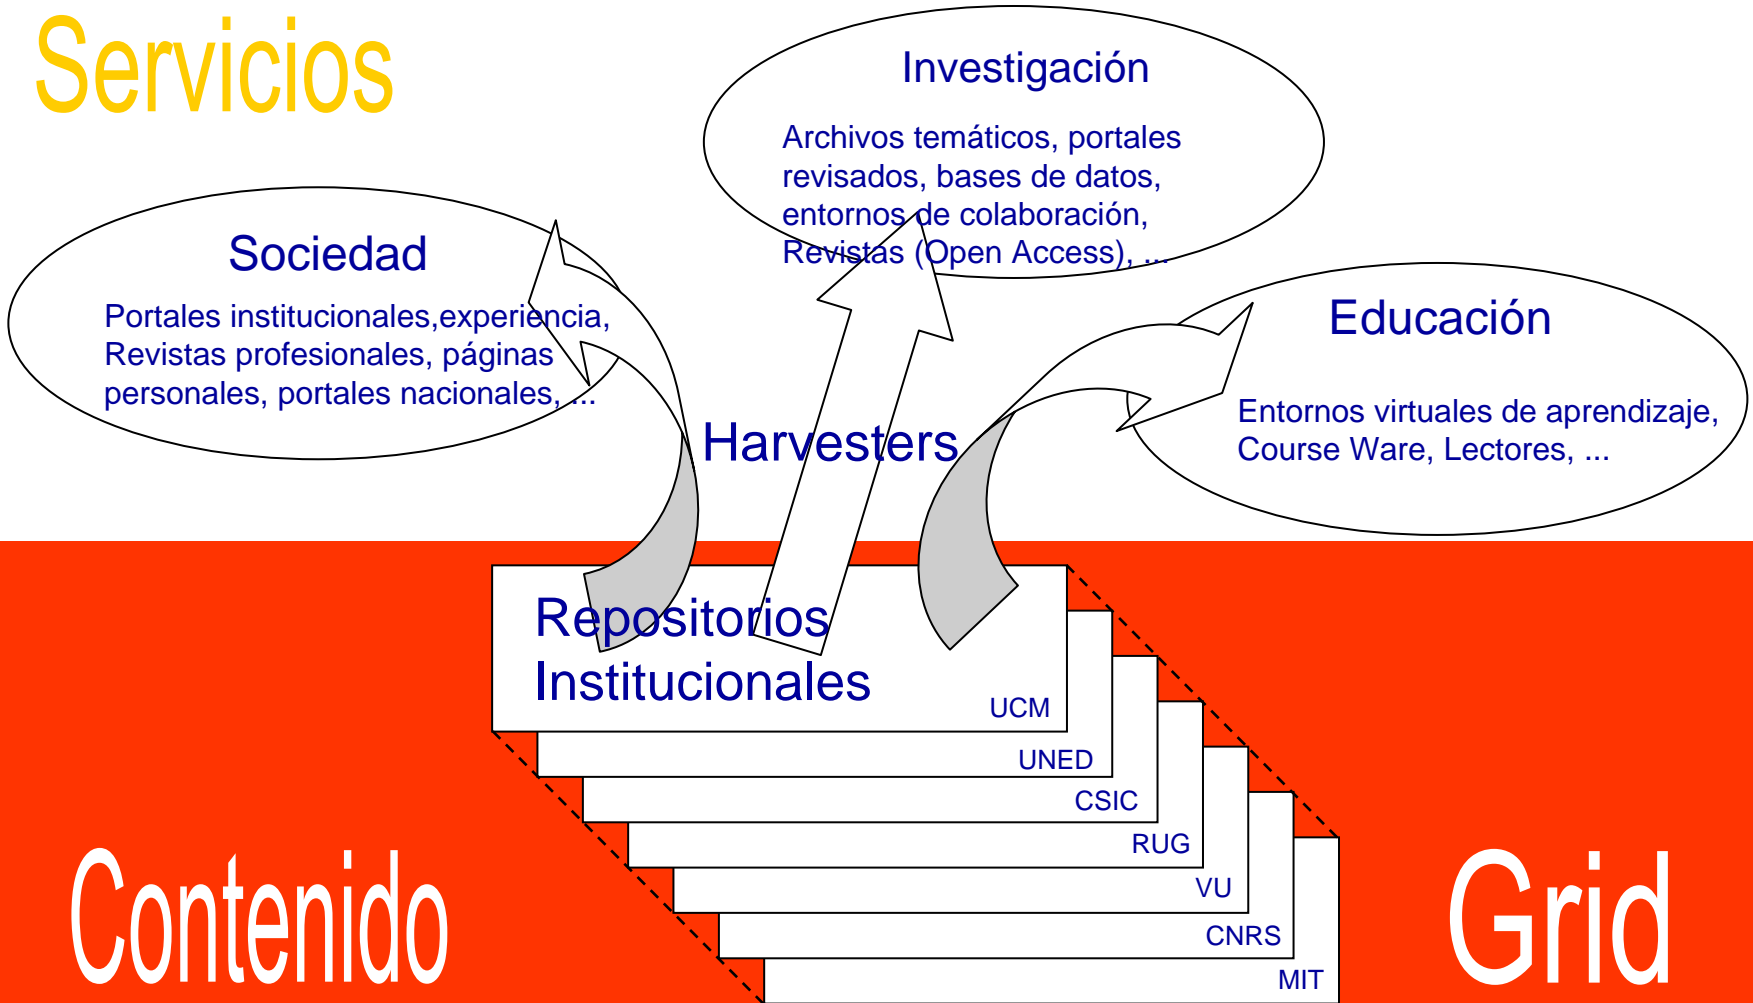 Servicios
Investigación
Archivos temáticos, portales
revisados, bases de datos,
entornos de colaboración,
Revistas (Open Access), ...
Sociedad
Portales institucionales,experiencia,
Revistas profesionales, páginas
personales, portales nacionales, ...
Educación
Entornos virtuales de aprendizaje,
Course Ware, Lectores, ...
Harvesters
Repositorios
Institucionales
UCM
UNED
CSIC
RUG
VU
CNRS
MIT
Contenido
Grid